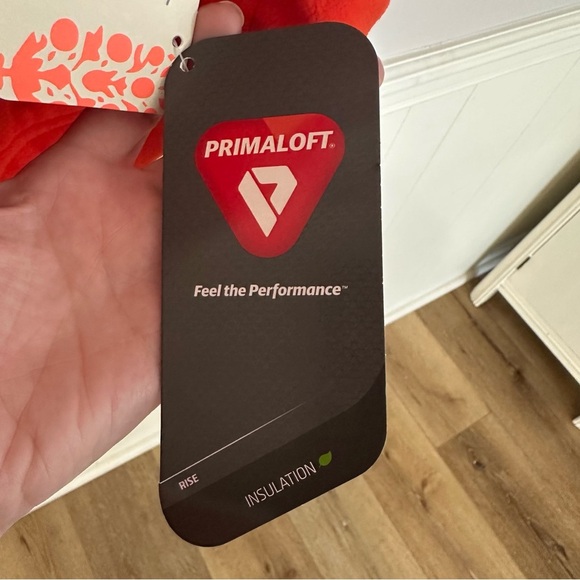 PRIMALOFT®
Feel the Performance™
RISE
INSULATION